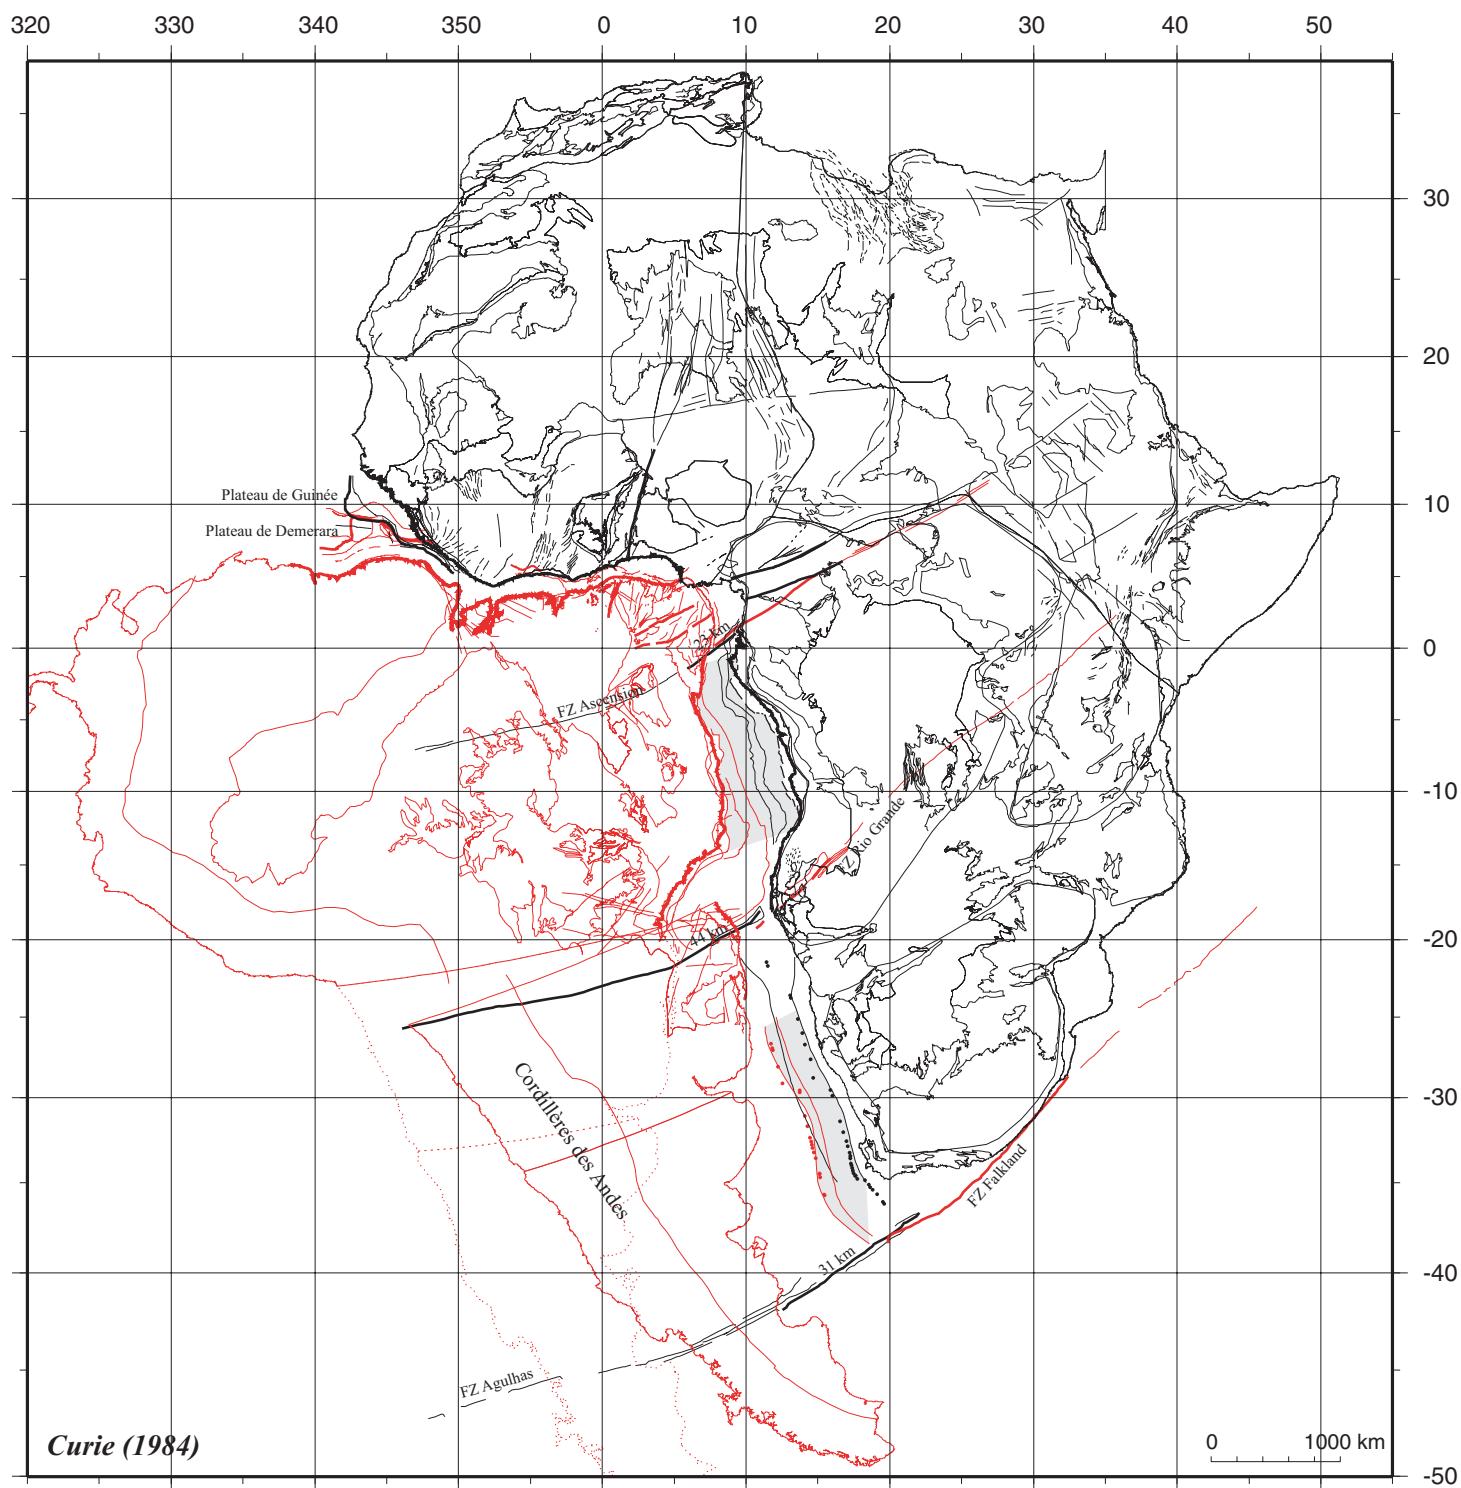 320 330 340 350 0 10 20 30 40 50
30
20
Plateau de Guinée
10
Plateau de Demerara
23 km
0
FZ Ascension
-10
FZ Rio Grande
44 km
-20
Cordillères des Andes
-30
FZ Falkland
31 km
-40
FZ Agulhas
Curie (1984)
0 1000 km
-50